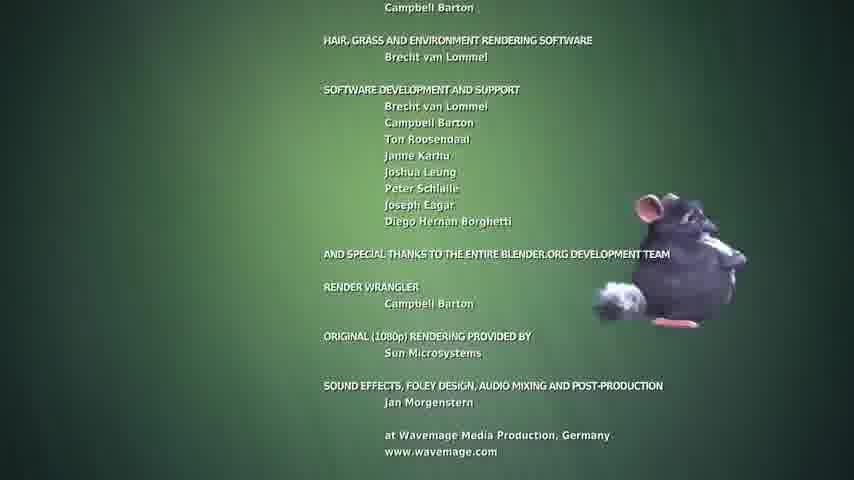 Campbell Barton
HAIR, GRASS AND ENVIRONMENT RENDERING SOFTWARE
Brecht van Lommel
SOFTWARE DEVELOPMENT AND SUPPORT
Brecht van Lommel
Campbell Barton
Ton Roosendaal
Janne Karhu
Joshua Leung
Peter Schlaile
Joseph Eagar
Diego Hernan Borghetti
AND SPECIAL THANKS TO THE ENTIRE BLENDER.ORG DEVELOPMENT TEAM
RENDER WRANGLER
Campbell Barton
ORIGINAL (1080p) RENDERING PROVIDED BY
Sun Microsystems
SOUND EFFECTS, FOLEY DESIGN, AUDIO MIXING AND POST-PRODUCTION
Jan Morgenstern
at Wavemage Media Production, Germany
www.wavemage.com